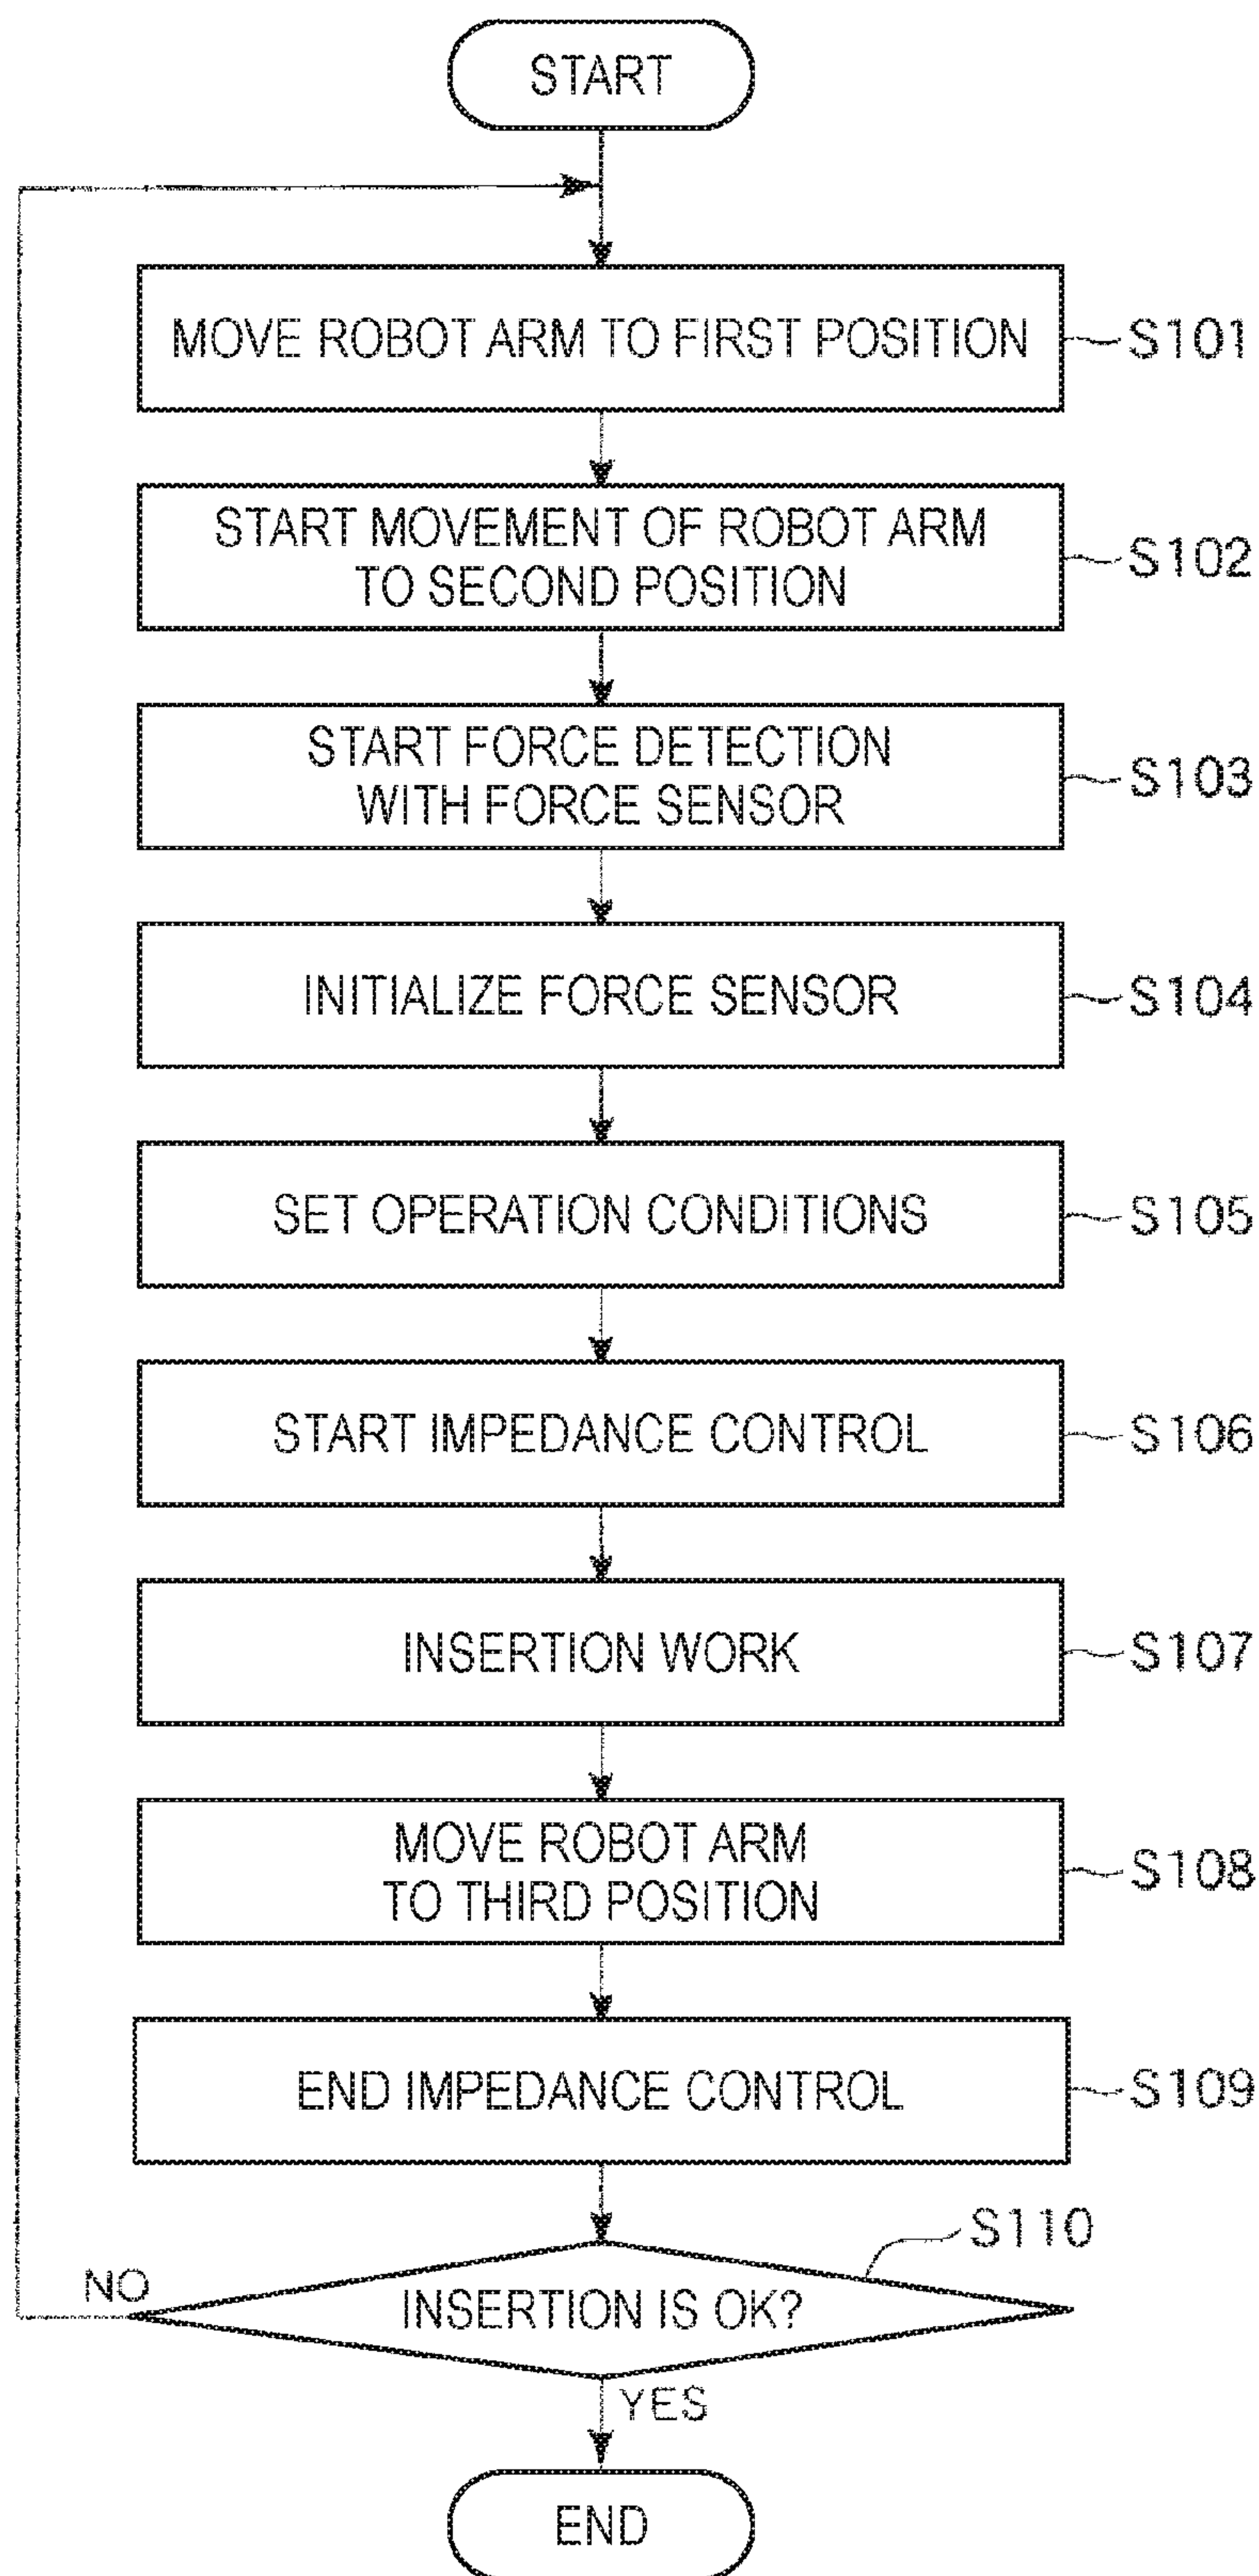 START
MOVE ROBOT ARM TO FIRST POSITION
S101
START MOVEMENT OF ROBOT ARM
TO SECOND POSITION
S102
START FORCE DETECTION
WITH FORCE SENSOR
S103
INITIALIZE FORCE SENSOR
S104
SET OPERATION CONDITIONS
S105
START IMPEDANCE CONTROL
S106
INSERTION WORK
S107
MOVE ROBOT ARM
TO THIRD POSITION
S108
END IMPEDANCE CONTROL
S109
S110
NO
INSERTION IS OK?
YES
END